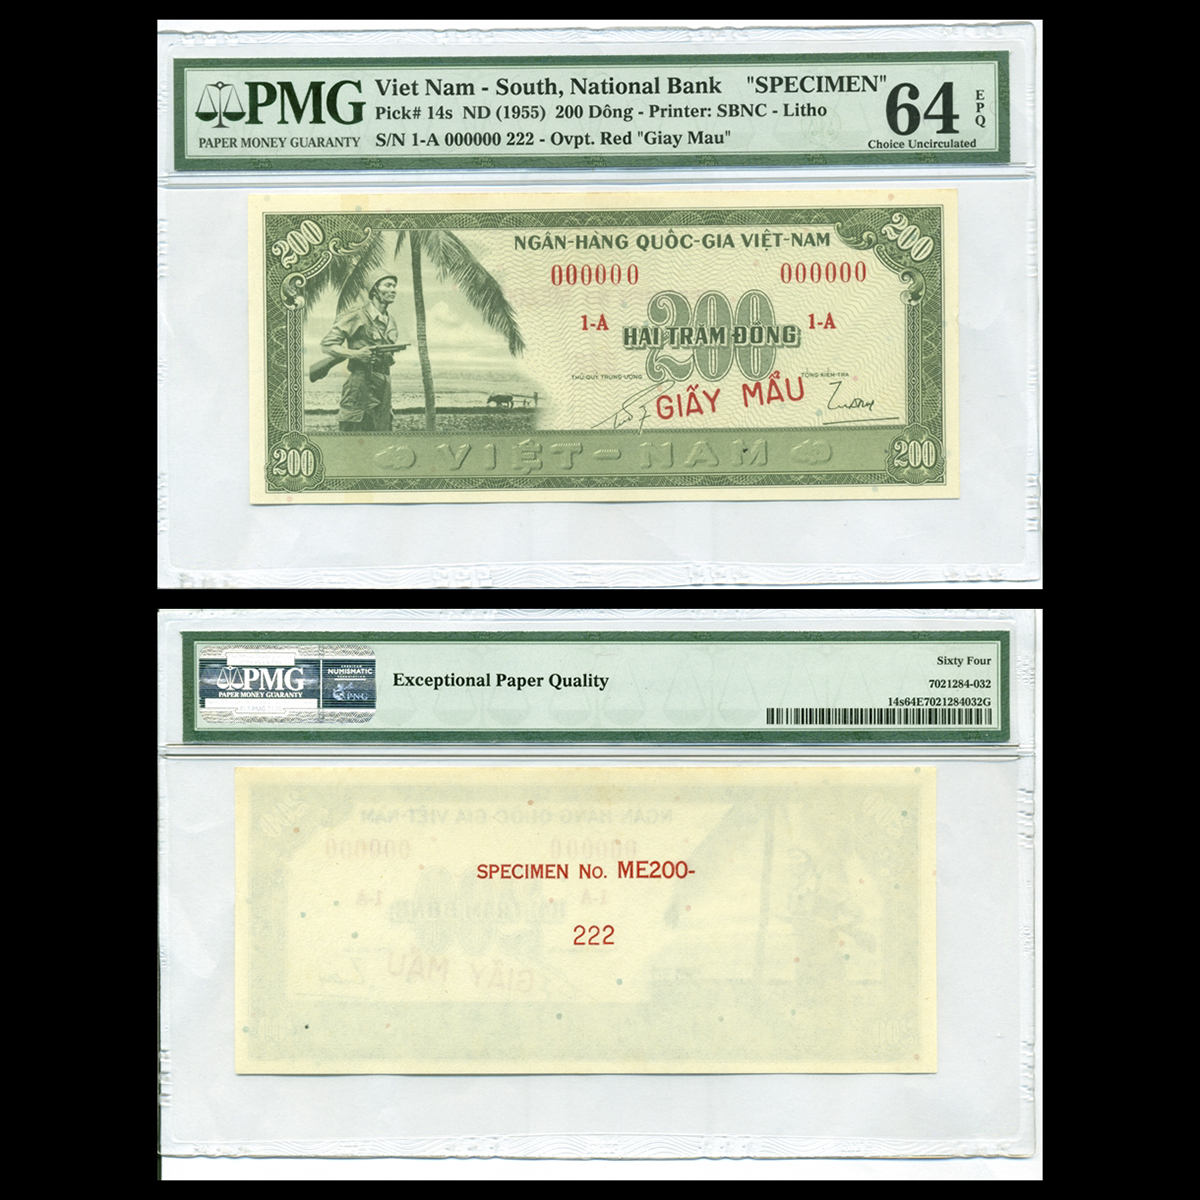 PMG
PAPER MONEY GUARANTY
Viet Nam - South, National Bank "SPECIMEN"
Pick# 14s ND (1955) 200 Dông - Printer: SBNC - Litho
S/N 1-A 000000 222 - Ovpt. Red "Giay Mau"
64 EPQ
Choice Uncirculated
200 200
NGÂN-HÀNG QUỐC-GIA VIỆT-NAM
000000 000000
200
1-A HAI TRĂM ĐỒNG 1-A
THỦ-QUỸ TRUNG-ƯƠNG TỔNG KIỂM-TRA
GIẤY MẪU
200 VIỆT-NAM 200
PMG
PAPER MONEY GUARANTY
NUMISMATIC
PNG
Exceptional Paper Quality
Sixty Four
7021284-032
14s64E7021284032G
SPECIMEN No. ME200-
222